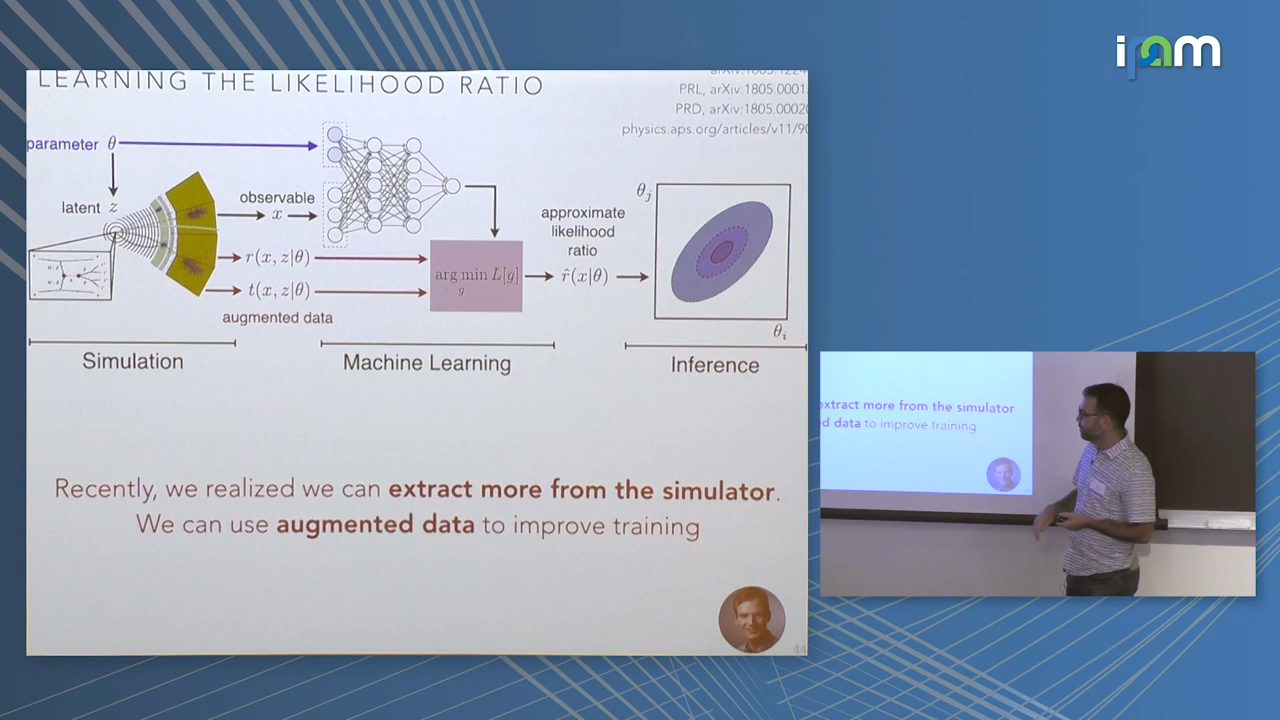 ipam
LEARNING THE LIKELIHOOD RATIO
PRL, arXiv:1805.0001
PRD, arXiv:1805.0002
physics.aps.org/articles/v11/90
parameter θ
latent z
observable
x
r(x, z|θ)
t(x, z|θ)
augmented data
arg min L[g]
g
approximate
likelihood
ratio
r̂(x|θ)
θj
θi
Simulation
Machine Learning
Inference
Recently, we realized we can extract more from the simulator.
We can use augmented data to improve training
44
extract more from the simulator
d data to improve training